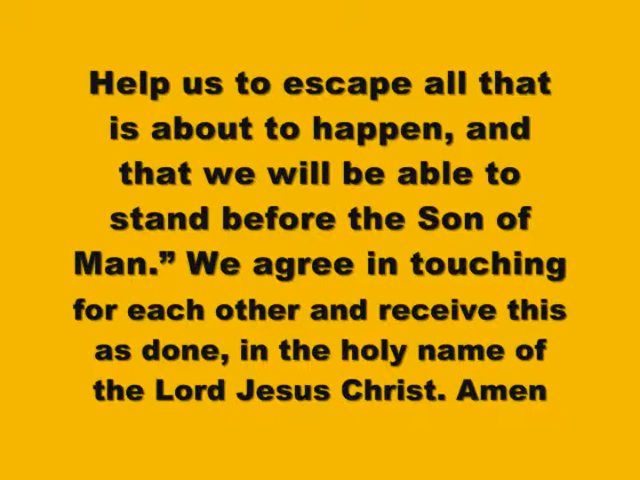 Help us to escape all that
is about to happen, and
that we will be able to
stand before the Son of
Man.” We agree in touching
for each other and receive this
as done, in the holy name of
the Lord Jesus Christ. Amen